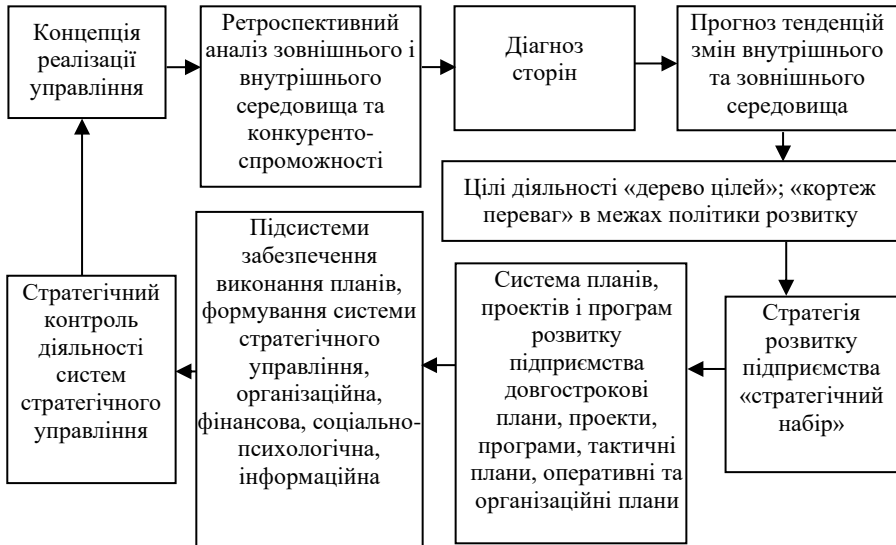 Концепція
реалізації
управління
Ретроспективний
аналіз зовнішнього і
внутрішнього
середовища та
конкуренто-
спроможності
Діагноз
сторін
Прогноз тенденцій
змін внутрішнього
та зовнішнього
середовища
Цілі діяльності «дерево цілей»; «кортеж
переваг» в межах політики розвитку
Стратегія
розвитку
підприємства
«стратегічний
набір»
Система планів,
проектів і програм
розвитку
підприємства
довгострокові
плани, проекти,
програми, тактичні
плани, оперативні та
організаційні плани
Підсистеми
забезпечення
виконання планів,
формування системи
стратегічного
управління,
організаційна,
фінансова, соціально-
психологічна,
інформаційна
Стратегічний
контроль
діяльності
систем
стратегічного
управління